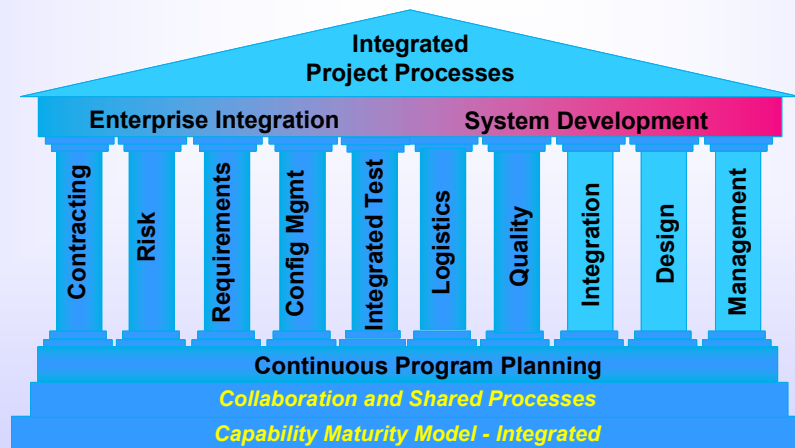 Integrated
Project Processes
Enterprise Integration
System Development
Contracting
Risk
Requirements
Config Mgmt
Integrated Test
Logistics
Quality
Integration
Design
Management
Continuous Program Planning
Collaboration and Shared Processes
Capability Maturity Model - Integrated